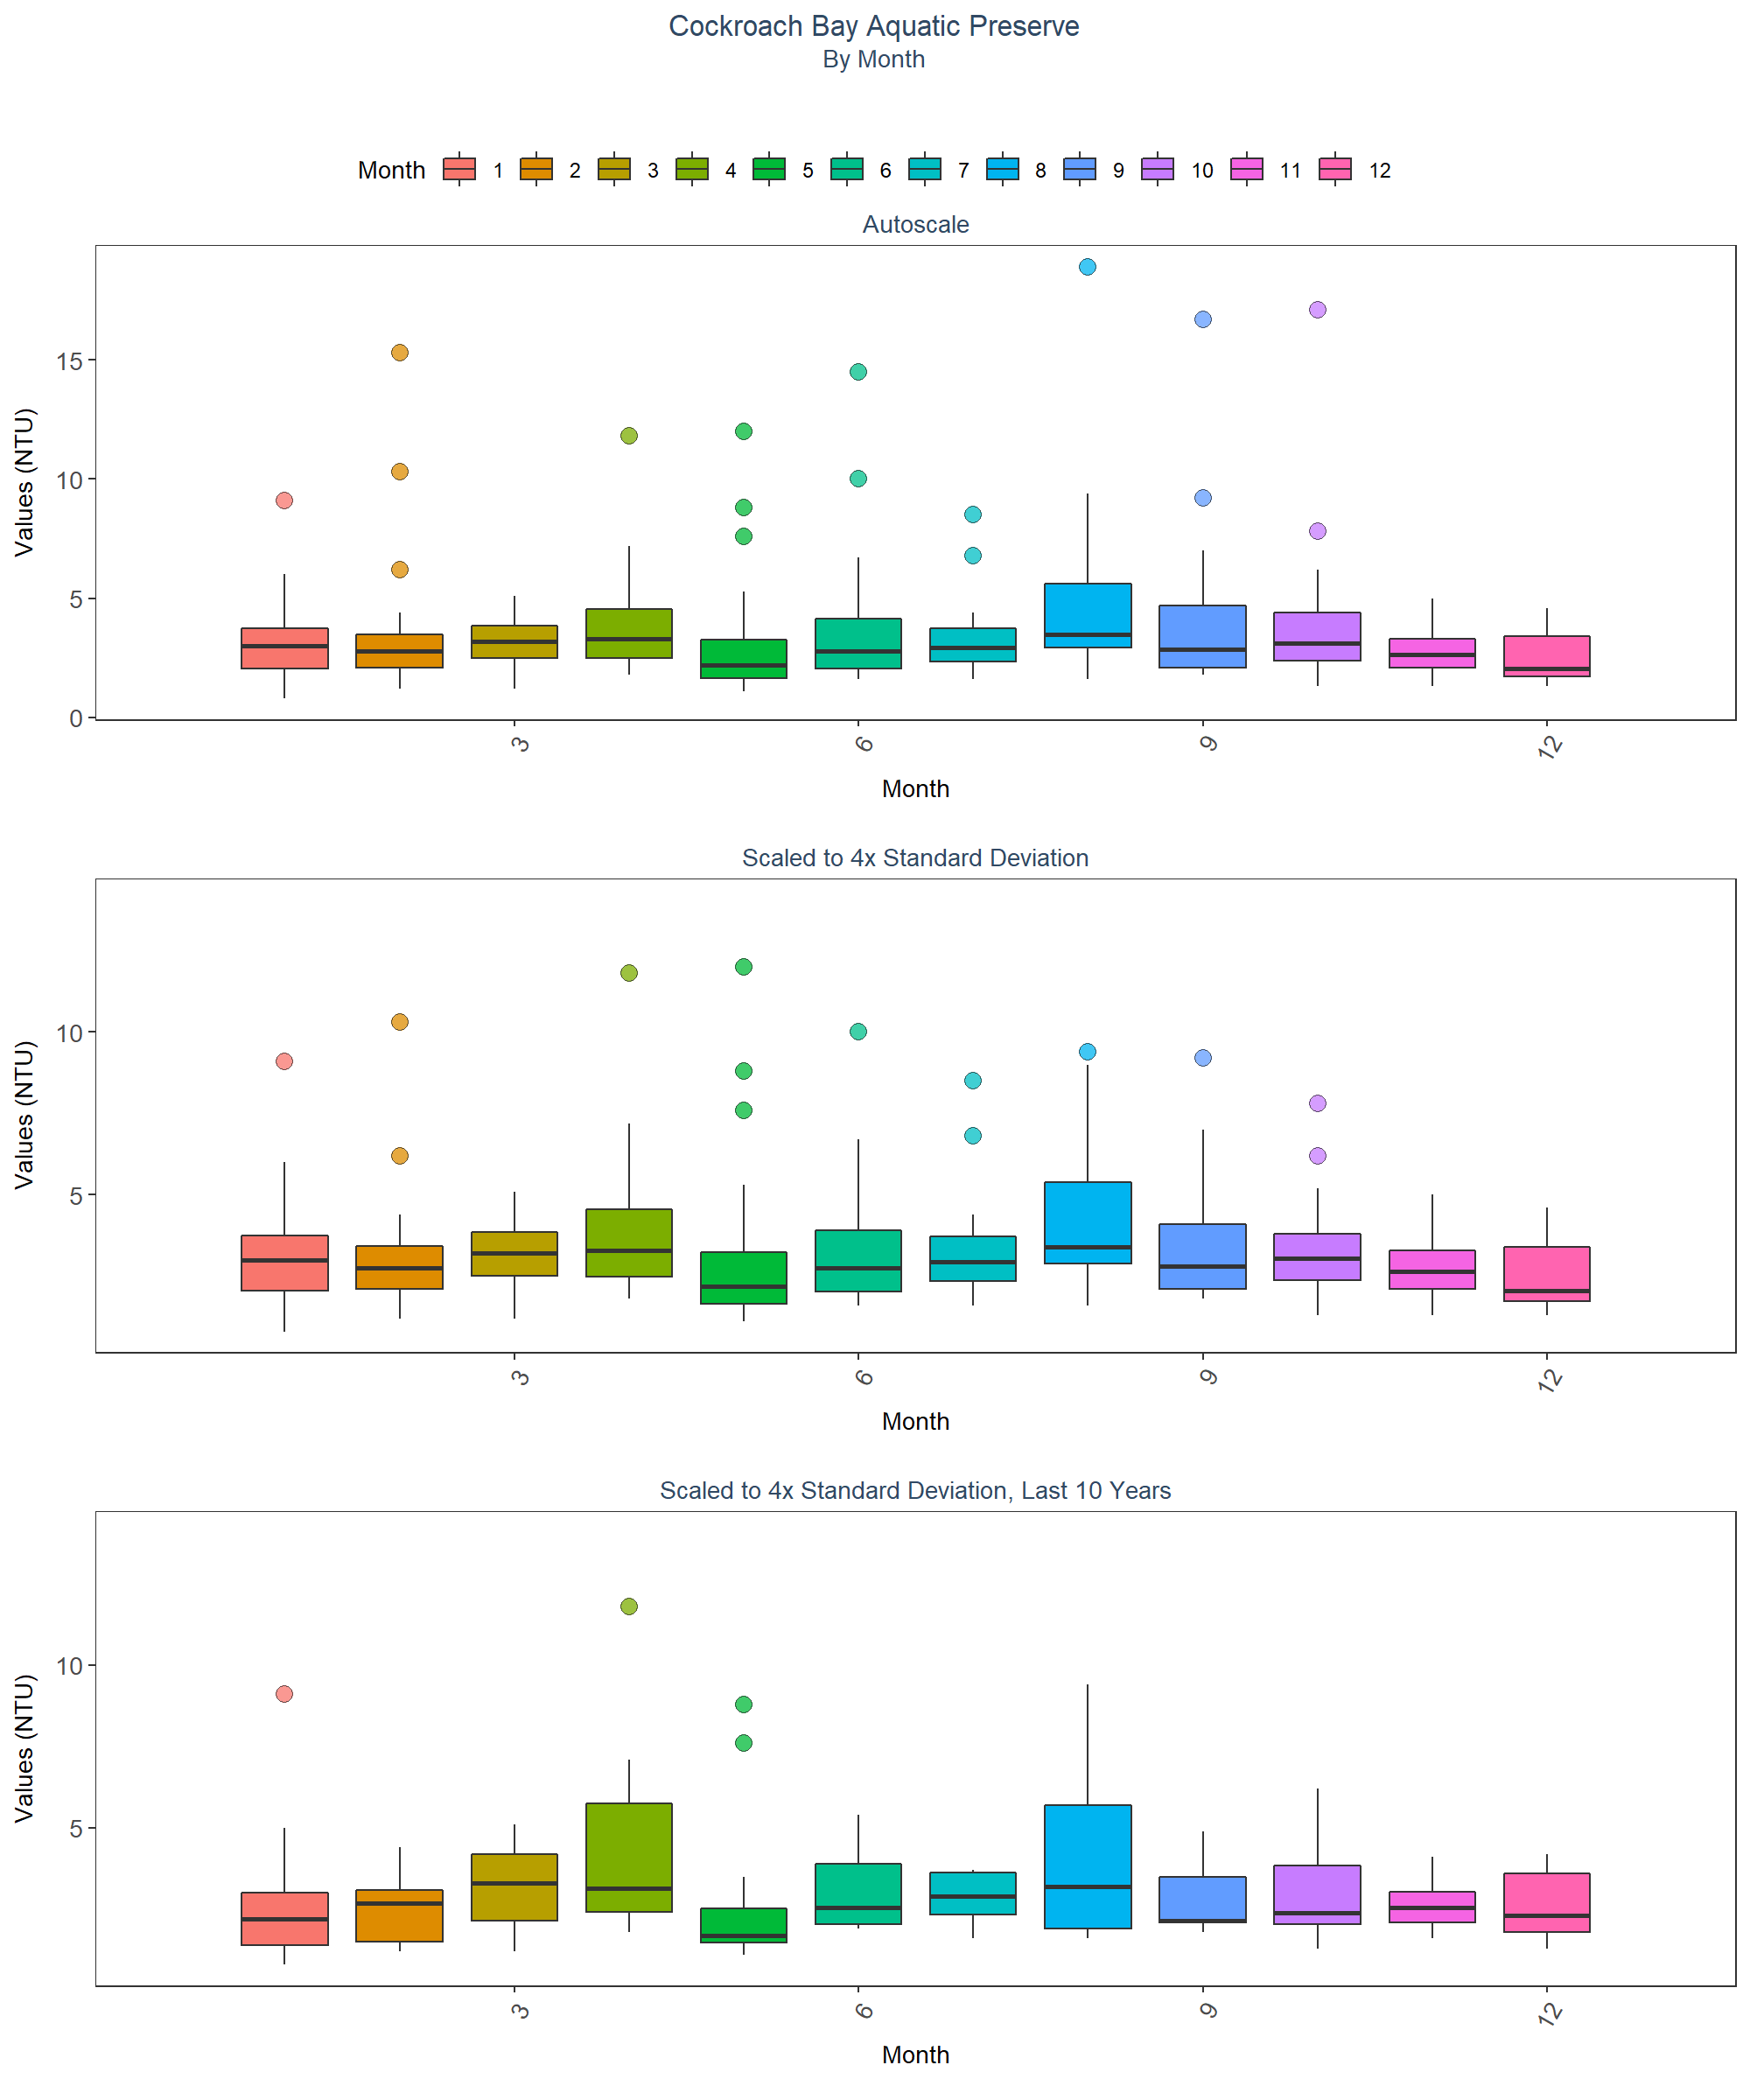 Cockroach Bay Aquatic Preserve
By Month
Month 1 2 3 4 5 6 7 8 9 10 11 12
Autoscale
Values (NTU)
15
10
5
0
3 6 9 12
Month
Scaled to 4x Standard Deviation
Values (NTU)
10
5
3 6 9 12
Month
Scaled to 4x Standard Deviation, Last 10 Years
Values (NTU)
10
5
3 6 9 12
Month